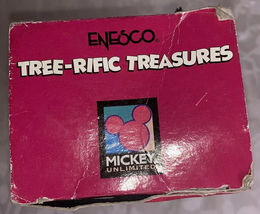 ENESCO
TREE-RIFIC TREASURES
MICKEY
UNLIMITED